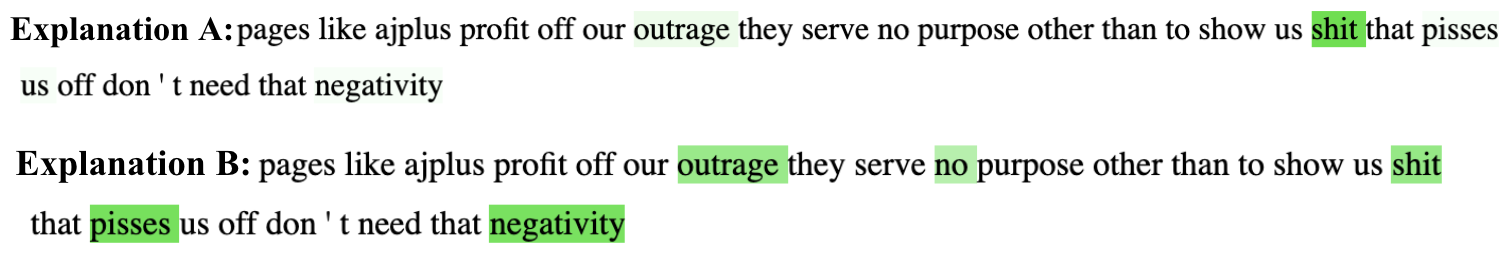 Explanation A:pages like ajplus profit off our outrage they serve no purpose other than to show us shit that pisses
us off don ' t need that negativity
Explanation B: pages like ajplus profit off our outrage they serve no purpose other than to show us shit
that pisses us off don ' t need that negativity